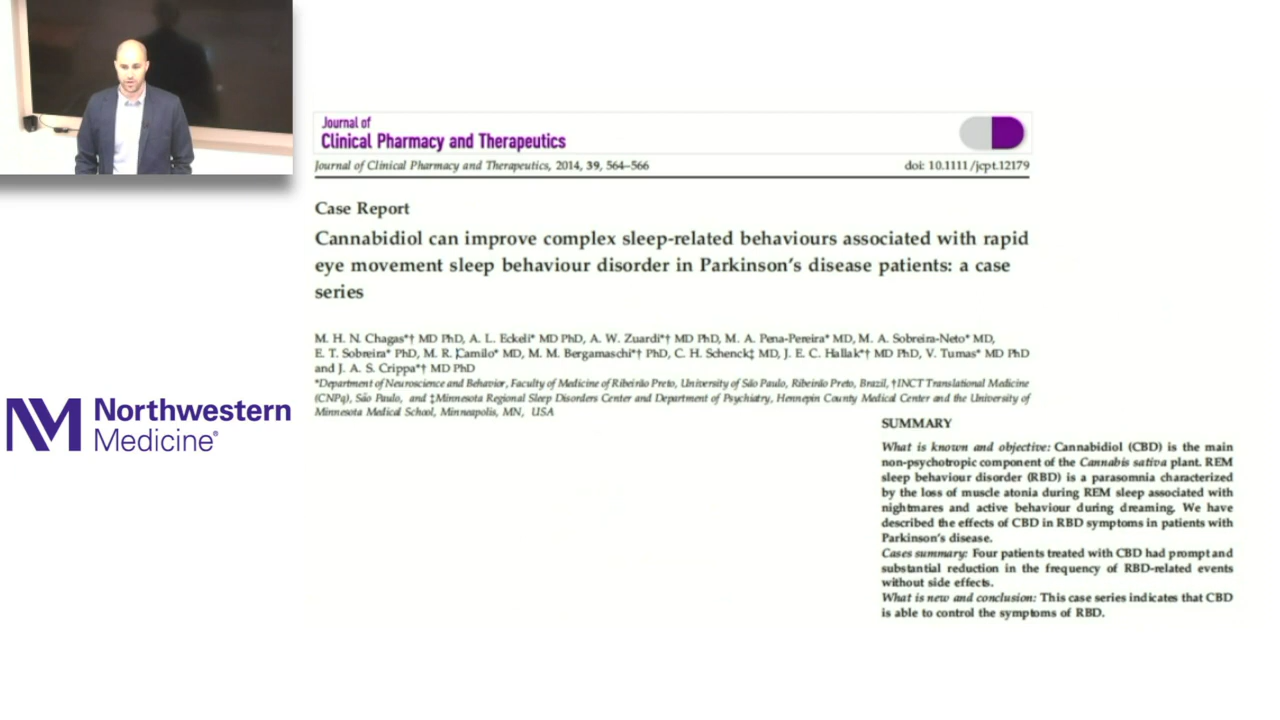 Journal of
Clinical Pharmacy and Therapeutics
Journal of Clinical Pharmacy and Therapeutics, 2014, 39, 564–566
doi: 10.1111/jcpt.12179
Case Report
Cannabidiol can improve complex sleep-related behaviours associated with rapid
eye movement sleep behaviour disorder in Parkinson's disease patients: a case
series
M. H. N. Chagas*† MD PhD, A. L. Eckeli* MD PhD, A. W. Zuardi*† MD PhD, M. A. Pena-Pereira* MD, M. A. Sobreira-Neto* MD,
E. T. Sobreira* PhD, M. R. Camilo* MD, M. M. Bergamaschi*† PhD, C. H. Schenck‡ MD, J. E. C. Hallak*† MD PhD, V. Tumas* MD PhD
and J. A. S. Crippa*† MD PhD
*Department of Neuroscience and Behavior, Faculty of Medicine of Ribeirão Preto, University of São Paulo, Ribeirão Preto, Brazil, †INCT Translational Medicine
(CNPq), São Paulo, and ‡Minnesota Regional Sleep Disorders Center and Department of Psychiatry, Hennepin County Medical Center and the University of
Minnesota Medical School, Minneapolis, MN, USA
Northwestern
Medicine®
SUMMARY
What is known and objective: Cannabidiol (CBD) is the main
non-psychotropic component of the Cannabis sativa plant. REM
sleep behaviour disorder (RBD) is a parasomnia characterized
by the loss of muscle atonia during REM sleep associated with
nightmares and active behaviour during dreaming. We have
described the effects of CBD in RBD symptoms in patients with
Parkinson's disease.
Cases summary: Four patients treated with CBD had prompt and
substantial reduction in the frequency of RBD-related events
without side effects.
What is new and conclusion: This case series indicates that CBD
is able to control the symptoms of RBD.